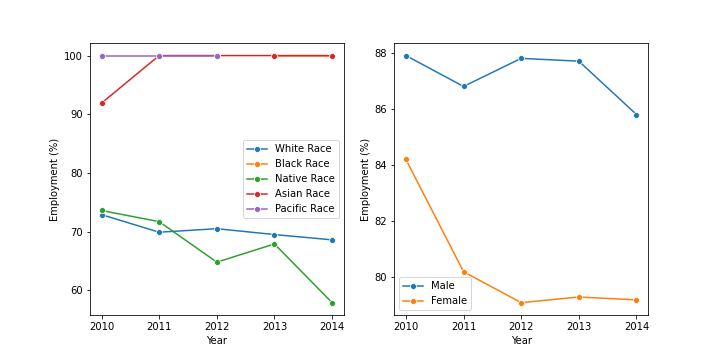 100
90
80
70
60
Employment (%)
2010 2011 2012 2013 2014
Year
White Race
Black Race
Native Race
Asian Race
Pacific Race
88
86
84
82
80
Employment (%)
2010 2011 2012 2013 2014
Year
Male
Female